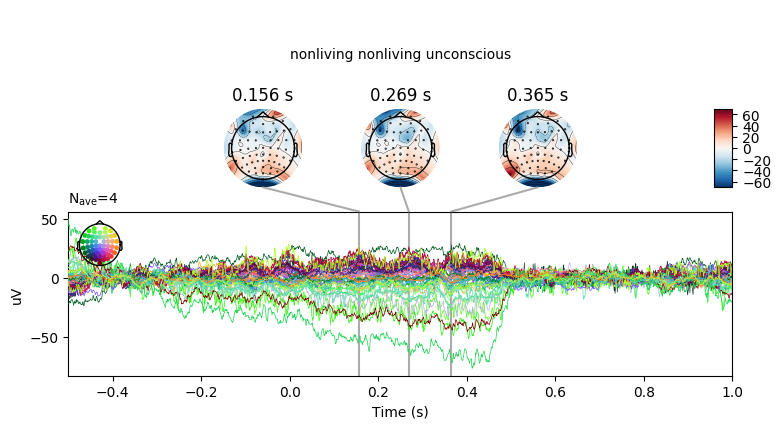 nonliving nonliving unconscious
0.156 s 0.269 s 0.365 s
60
40
20
0
−20
−40
−60
Nave=4
50
0
−50
uV
−0.4 −0.2 0.0 0.2 0.4 0.6 0.8 1.0
Time (s)